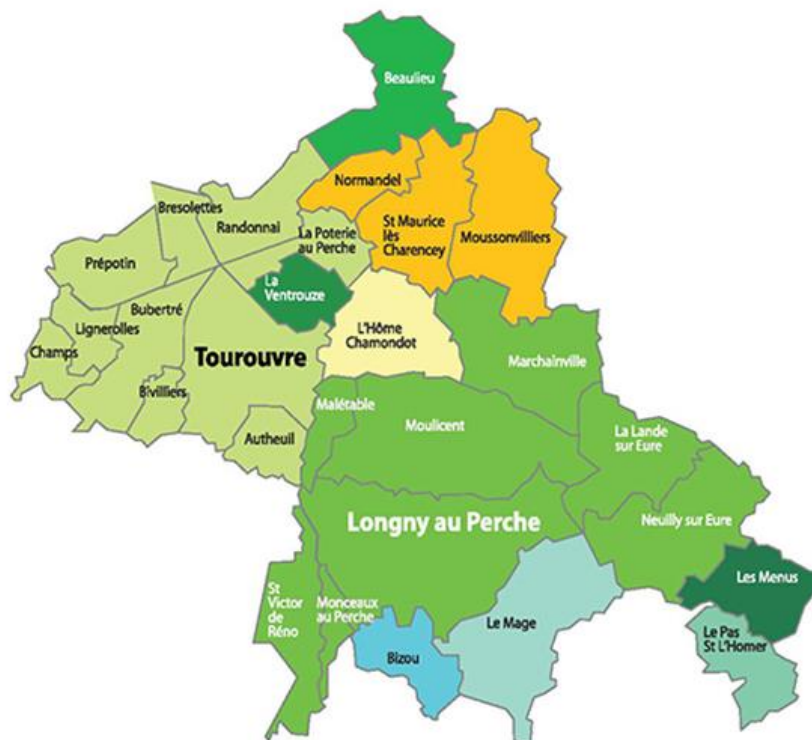 Beaulieu
Normandel
St Maurice
lès
Charencey
Moussonvilliers
Bresolettes
Randonnai
La Poterie
au Perche
Prépotin
La
Ventrouze
Bubertré
Lignerolles
Champs
L'Hôme
Chamondot
Tourouvre
Marchainville
Bivilliers
Malétable
Autheuil
Moulicent
La Lande
sur Eure
Longny au Perche
Neuilly sur Eure
Les Menus
St
Victor
de
Réno
Monceaux
au Perche
Le Mage
Le Pas
St L'Homer
Bizou